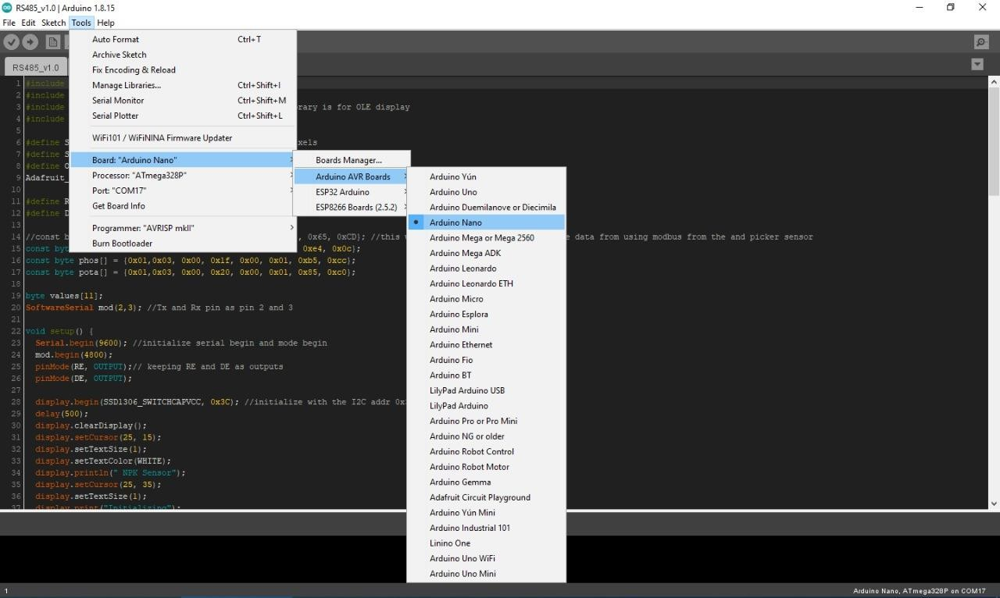 RS485_v1.0 | Arduino 1.8.15
File Edit Sketch Tools Help
RS485_v1.0
Auto Format Ctrl+T
Archive Sketch
Fix Encoding & Reload
Manage Libraries... Ctrl+Shift+I
Serial Monitor Ctrl+Shift+M
Serial Plotter Ctrl+Shift+L
WiFi101 / WiFiNINA Firmware Updater
Board: "Arduino Nano"
Processor: "ATmega328P"
Port: "COM17"
Get Board Info
Programmer: "AVRISP mkII"
Burn Bootloader
Boards Manager...
Arduino AVR Boards
ESP32 Arduino
ESP8266 Boards (2.5.2)
Arduino Yún
Arduino Uno
Arduino Duemilanove or Diecimila
Arduino Nano
Arduino Mega or Mega 2560
Arduino Mega ADK
Arduino Leonardo
Arduino Leonardo ETH
Arduino Micro
Arduino Esplora
Arduino Mini
Arduino Ethernet
Arduino Fio
Arduino BT
LilyPad Arduino USB
LilyPad Arduino
Arduino Pro or Pro Mini
Arduino NG or older
Arduino Robot Control
Arduino Robot Motor
Arduino Gemma
Adafruit Circuit Playground
Arduino Yún Mini
Arduino Industrial 101
Linino One
Arduino Uno WiFi
Arduino Uno Mini
1 #include
2 #include
3 #include rary is for OLE display
4 #include
5
6 #define S xels
7 #define S
8 #define O
9 Adafruit_
10
11 #define R
12 #define D
13
14 //const b , 0x65, 0xCD}; //this e data from using modbus from the and picker sensor
15 const byt 0xe4, 0x0c};
16 const byte phos[] = {0x01,0x03, 0x00, 0x1f, 0x00, 0x01, 0xb5, 0xcc};
17 const byte pota[] = {0x01,0x03, 0x00, 0x20, 0x00, 0x01, 0x85, 0xc0};
18
19 byte values[11];
20 SoftwareSerial mod(2,3); //Tx and Rx pin as pin 2 and 3
21
22 void setup() {
23 Serial.begin(9600); //initialize serial begin and mode begin
24 mod.begin(4800);
25 pinMode(RE, OUTPUT);// keeping RE and DE as outputs
26 pinMode(DE, OUTPUT);
27
28 display.begin(SSD1306_SWITCHCAPVCC, 0x3C); //initialize with the I2C addr 0x
29 delay(500);
30 display.clearDisplay();
31 display.setCursor(25, 15);
32 display.setTextSize(1);
33 display.setTextColor(WHITE);
34 display.println(" NPK Sensor");
35 display.setCursor(25, 35);
36 display.setTextSize(1);
37 display.print("Initializing");
1
Arduino Nano, ATmega328P on COM17